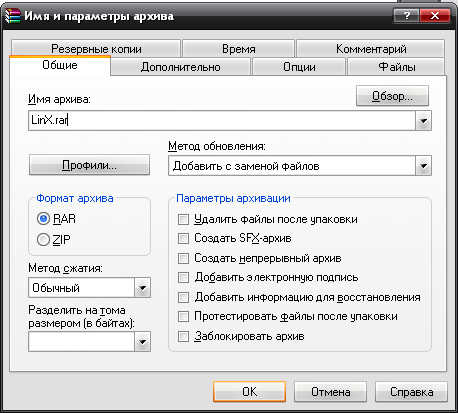 Имя и параметры архива
?
Резервные копии
Время
Комментарий
Общие
Дополнительно
Опции
Файлы
Имя архива:
Обзор...
LinX.rar
Метод обновления:
Профили...
Добавить с заменой файлов
Формат архива
RAR
ZIP
Метод сжатия:
Обычный
Разделить на тома
размером (в байтах):
Параметры архивации
Удалить файлы после упаковки
Создать SFX-архив
Создать непрерывный архив
Добавить электронную подпись
Добавить информацию для восстановления
Протестировать файлы после упаковки
Заблокировать архив
OK
Отмена
Справка